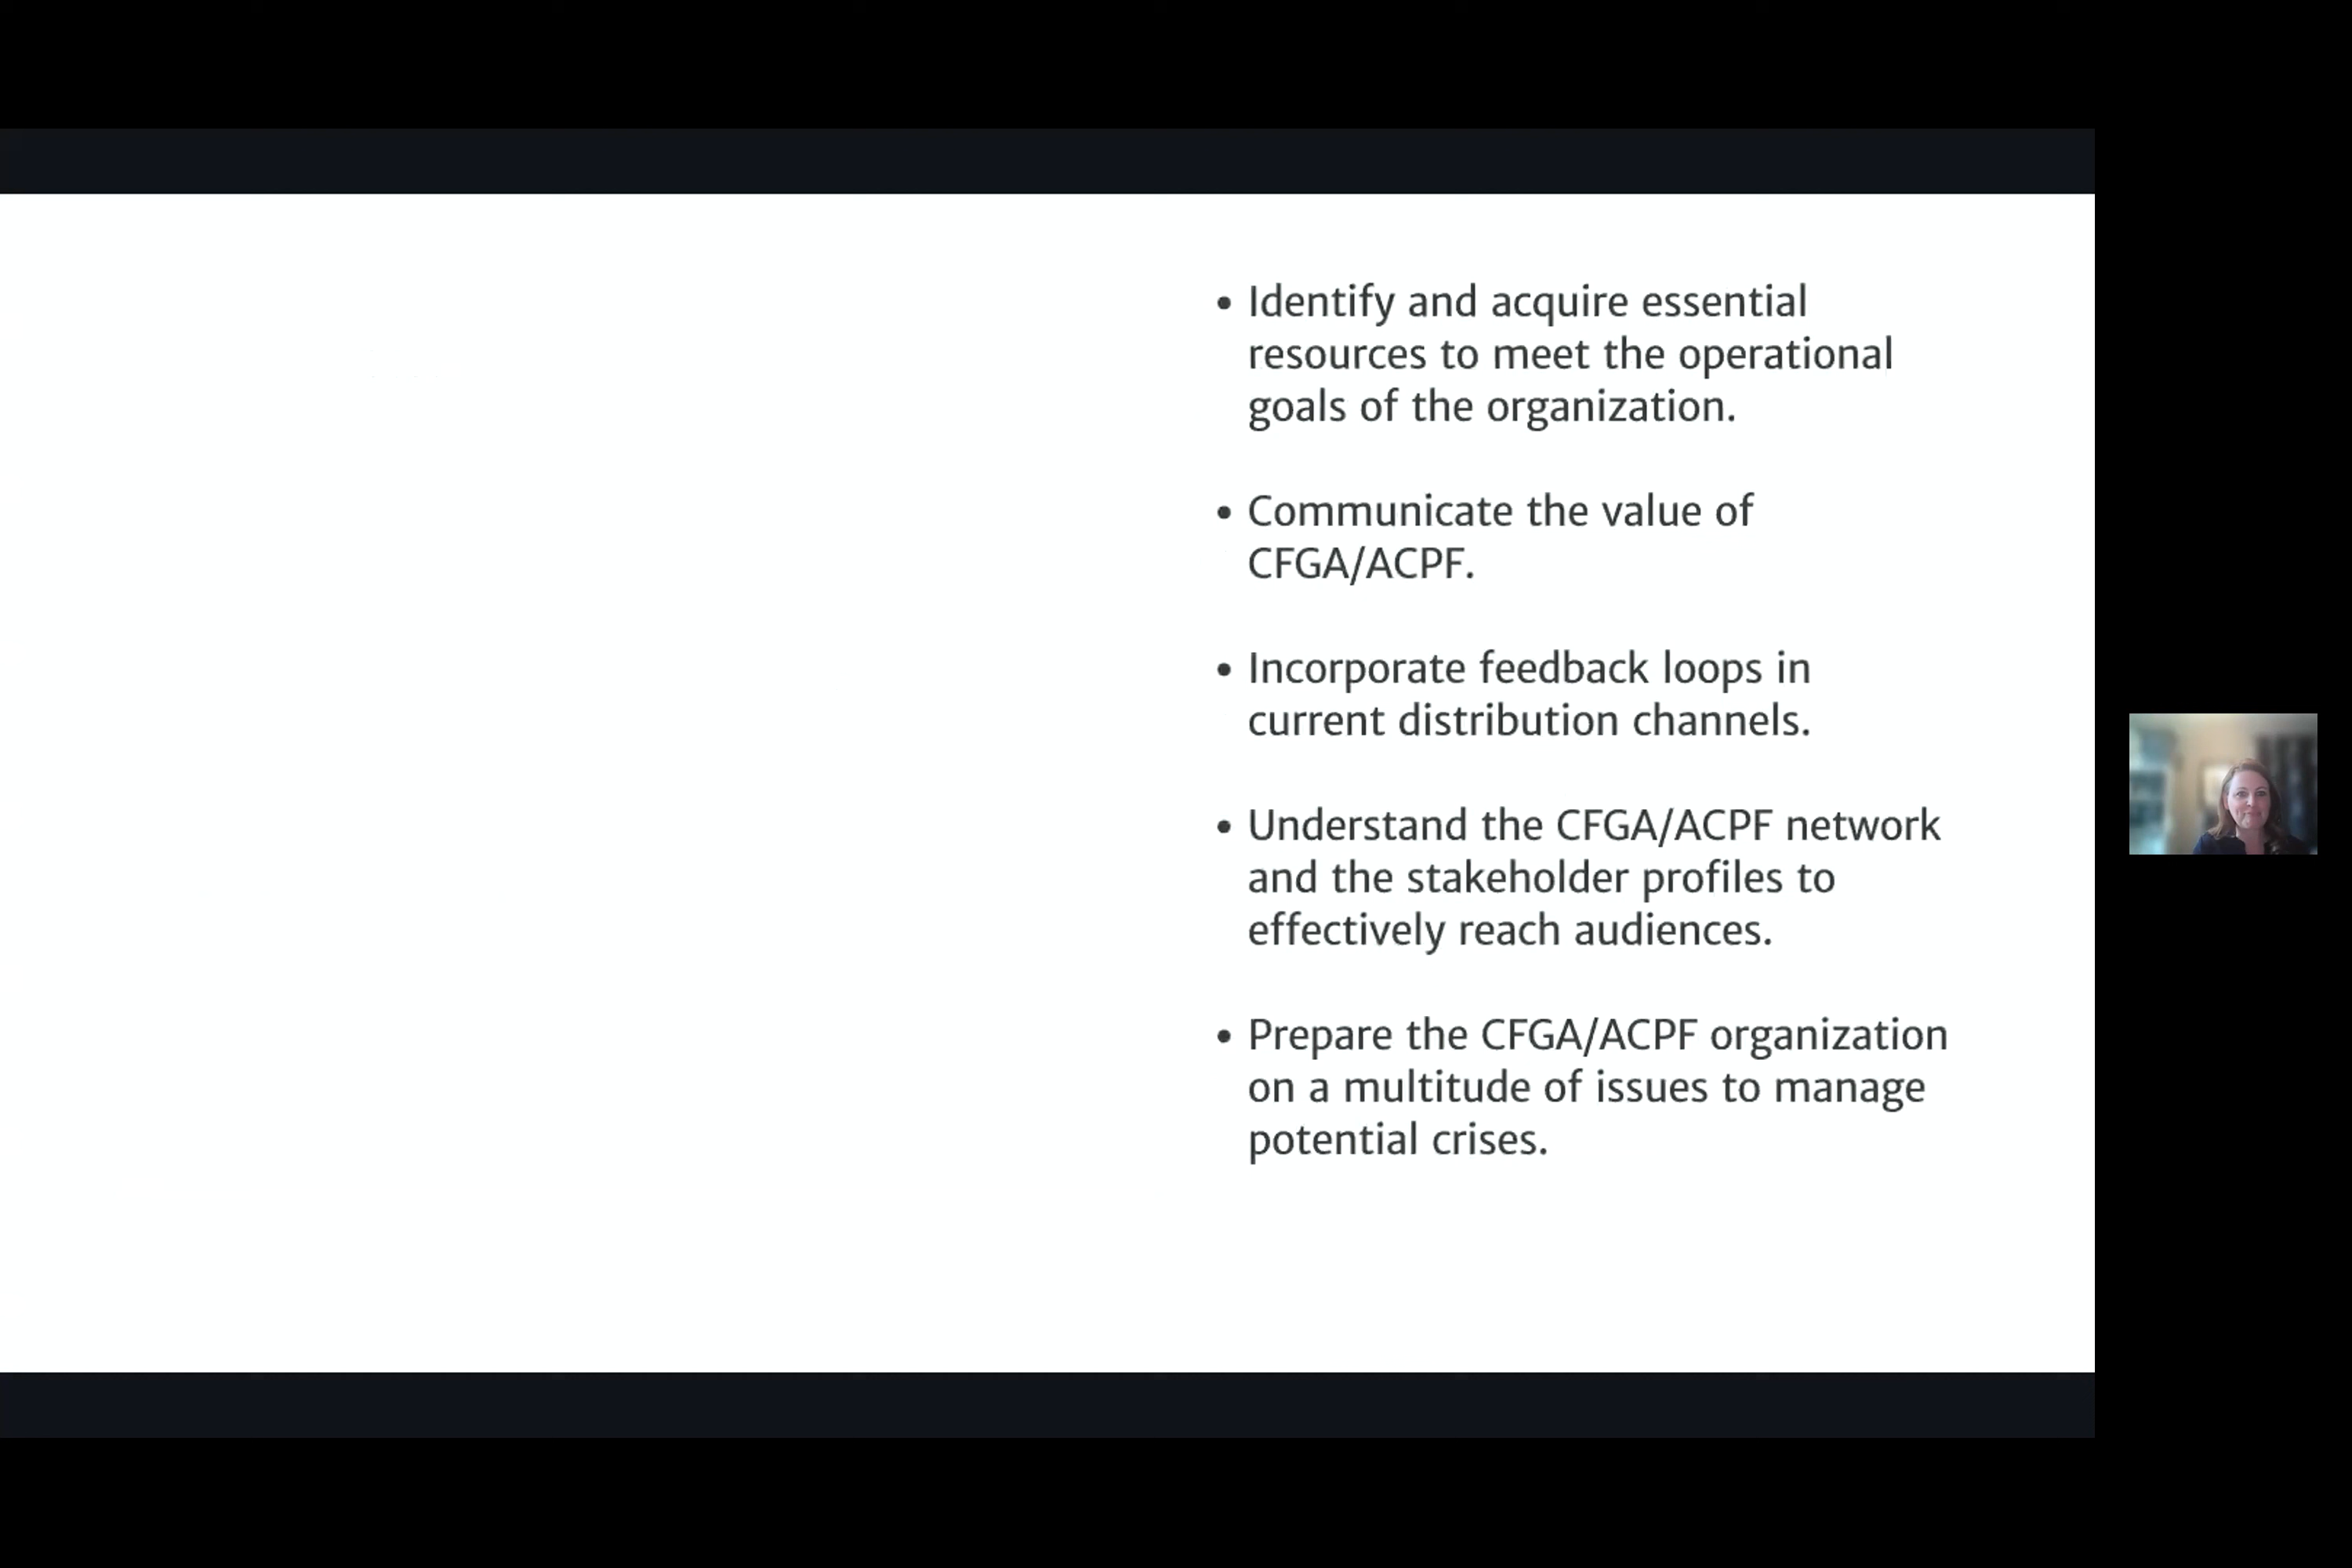 • Identify and acquire essential
resources to meet the operational
goals of the organization.
• Communicate the value of
CFGA/ACPF.
• Incorporate feedback loops in
current distribution channels.
• Understand the CFGA/ACPF network
and the stakeholder profiles to
effectively reach audiences.
• Prepare the CFGA/ACPF organization
on a multitude of issues to manage
potential crises.